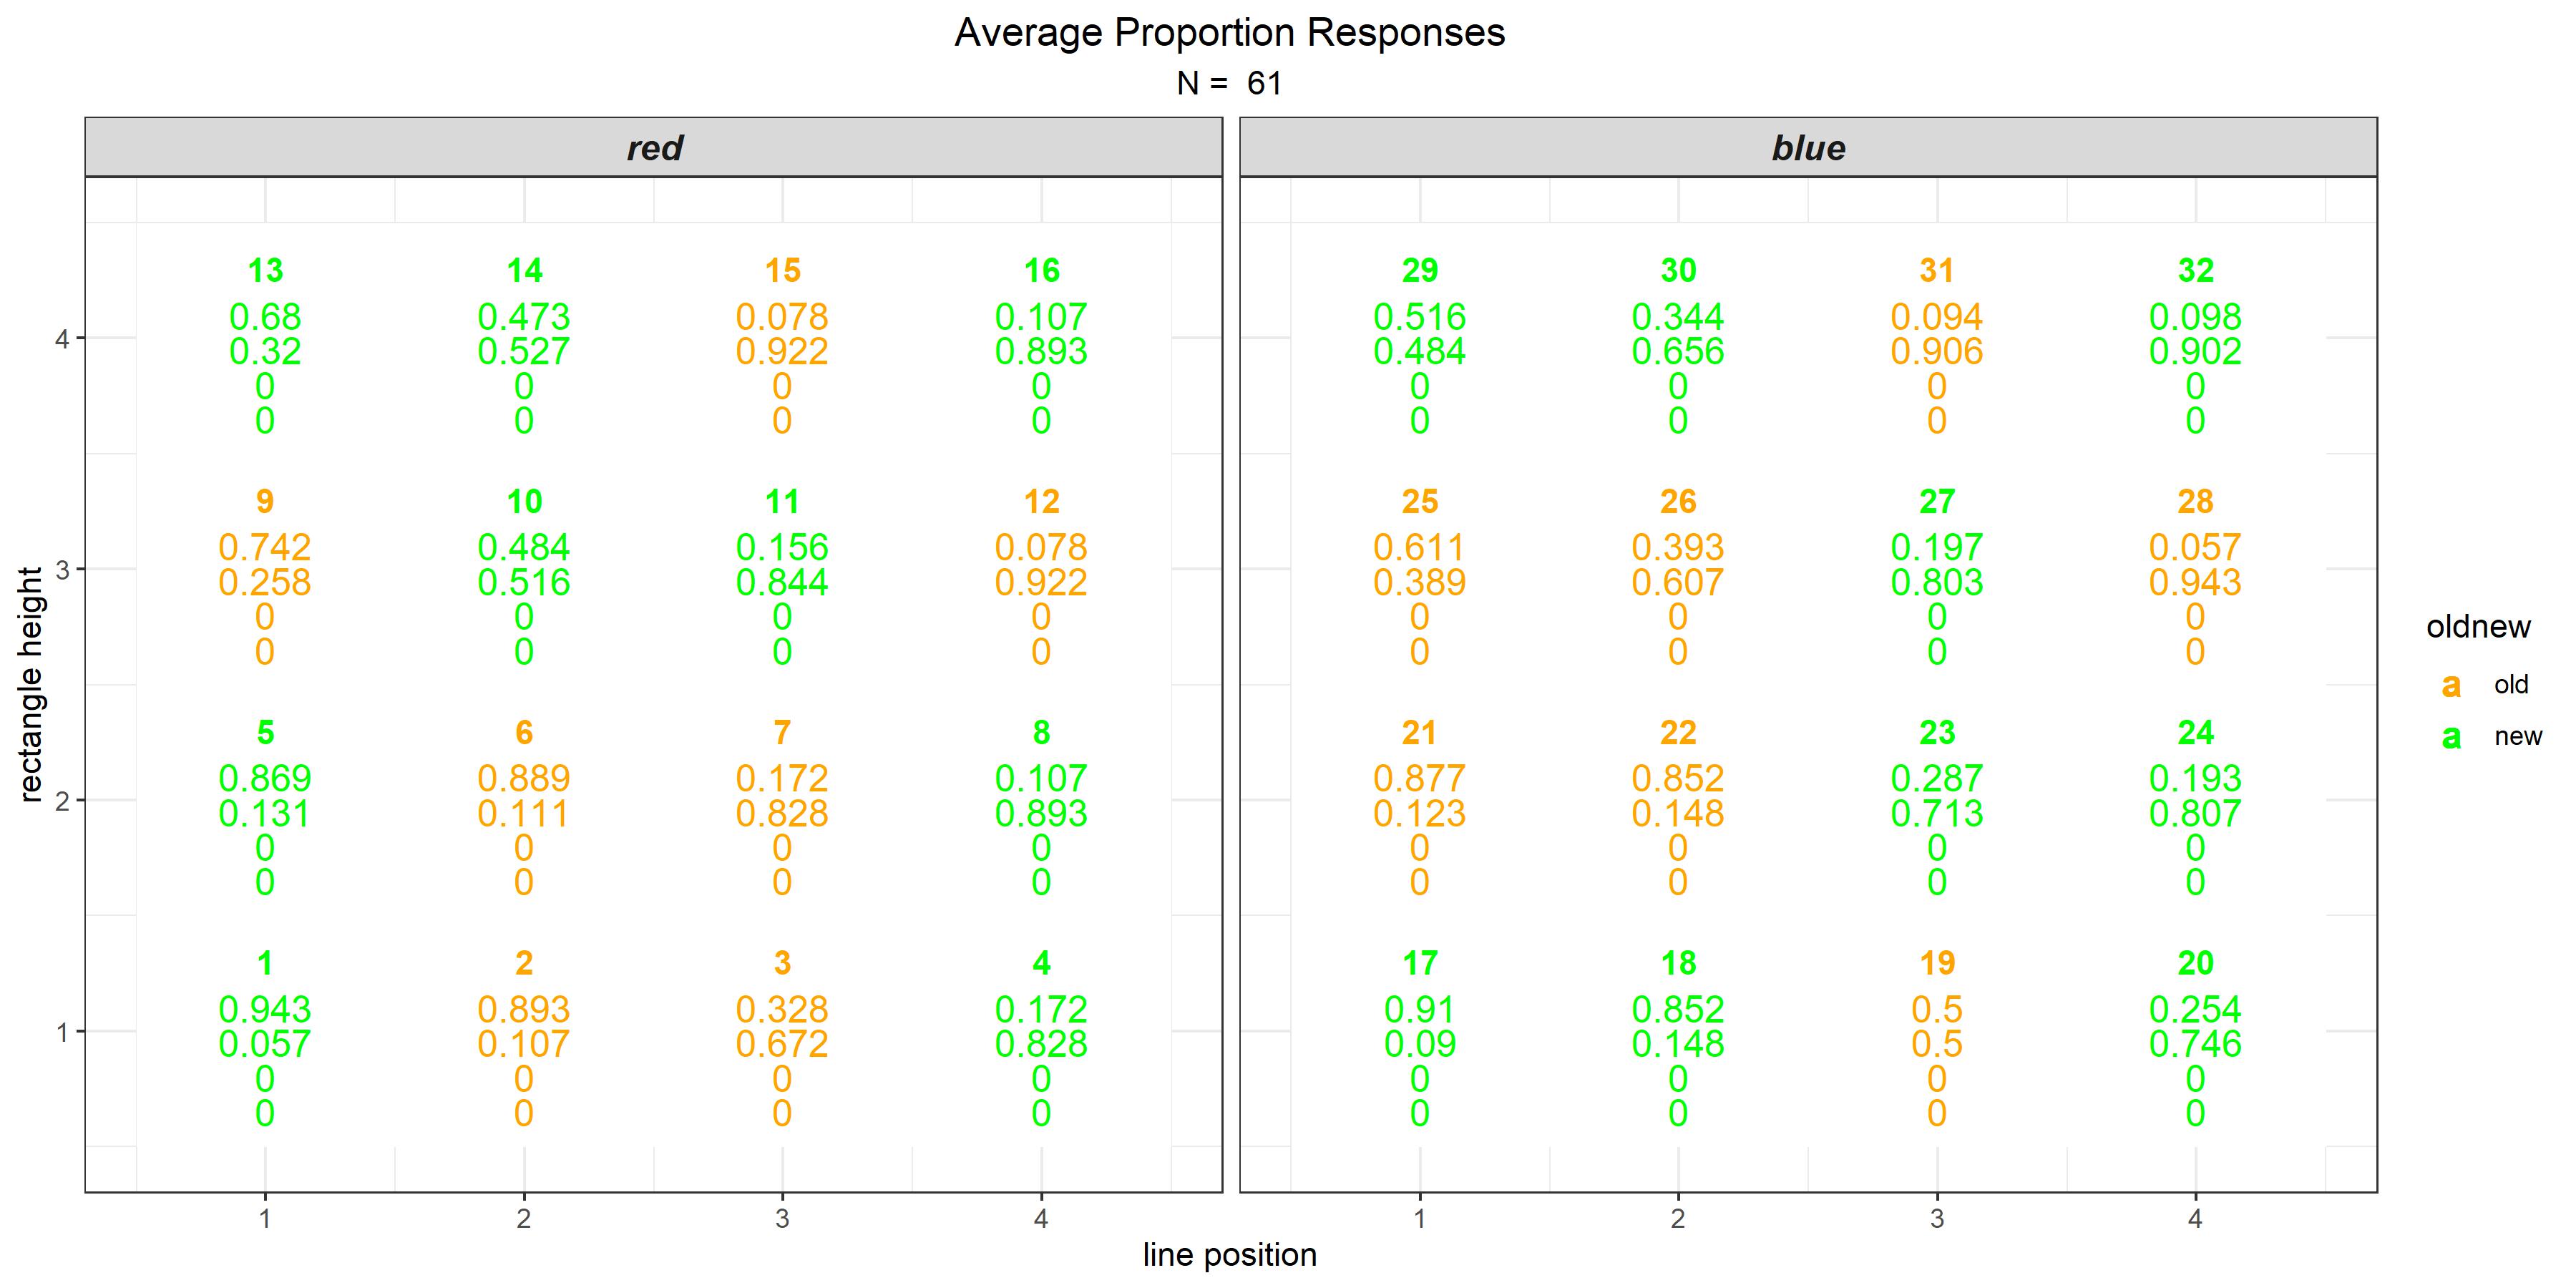 Average Proportion Responses
N =  61
red
blue
13 14 15 16 29 30 31 32
0.68 0.473 0.078 0.107 0.516 0.344 0.094 0.098
4 0.32 0.527 0.922 0.893 0.484 0.656 0.906 0.902
0 0 0 0 0 0 0 0
0 0 0 0 0 0 0 0
9 10 11 12 25 26 27 28
0.742 0.484 0.156 0.078 0.611 0.393 0.197 0.057
3 0.258 0.516 0.844 0.922 0.389 0.607 0.803 0.943
0 0 0 0 0 0 0 0
0 0 0 0 0 0 0 0
5 6 7 8 21 22 23 24
0.869 0.889 0.172 0.107 0.877 0.852 0.287 0.193
2 0.131 0.111 0.828 0.893 0.123 0.148 0.713 0.807
0 0 0 0 0 0 0 0
0 0 0 0 0 0 0 0
1 2 3 4 17 18 19 20
0.943 0.893 0.328 0.172 0.91 0.852 0.5 0.254
1 0.057 0.107 0.672 0.828 0.09 0.148 0.5 0.746
0 0 0 0 0 0 0 0
0 0 0 0 0 0 0 0
1 2 3 4 1 2 3 4
line position
rectangle height
oldnew
a old
a new